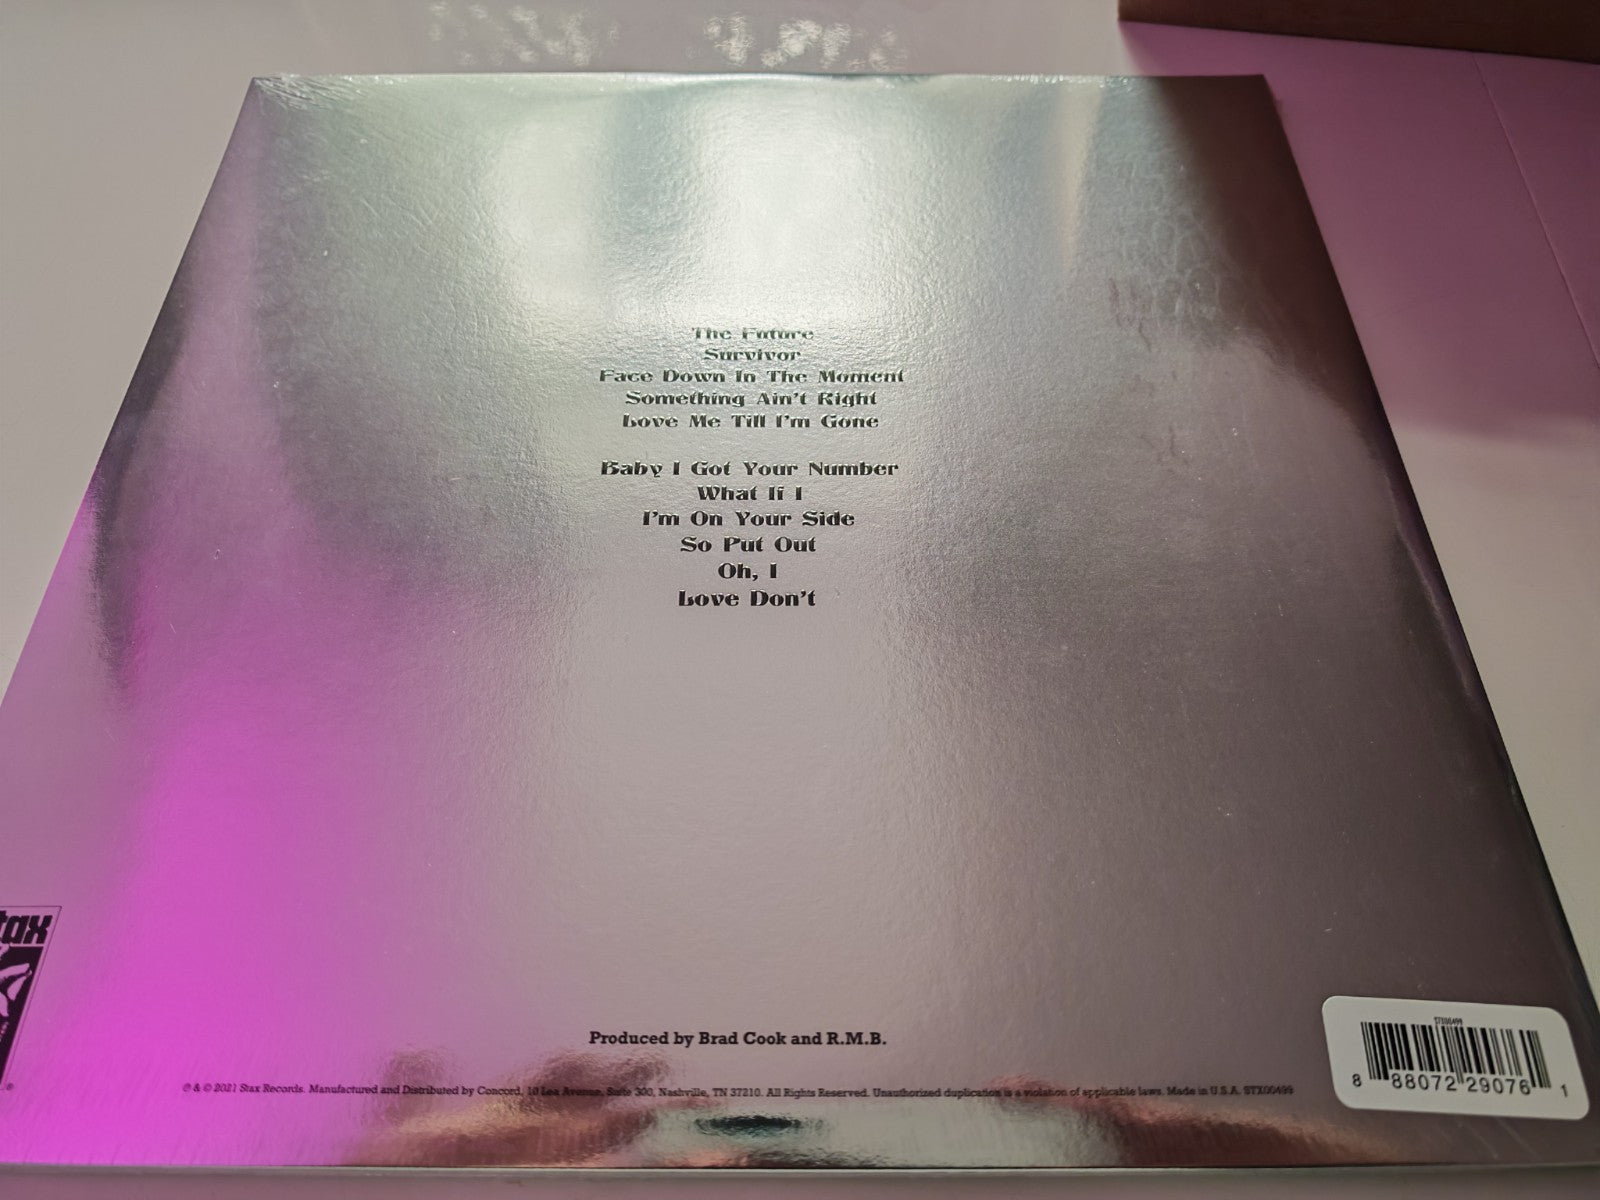 The Future
Survivor
Face Down In The Moment
Something Ain't Right
Love Me Till I'm Gone
Baby I Got Your Number
What If I
I'm On Your Side
So Put Out
Oh, I
Love Don't
tax
Produced by Brad Cook and R.M.B.
℗ & © 2021 Stax Records. Manufactured and Distributed by Concord, 10 Lea Avenue, Suite 300, Nashville, TN 37210. All Rights Reserved. Unauthorized duplication is a violation of applicable laws. Made in U.S.A. STX00499
STX00499
8 88072 29076 1